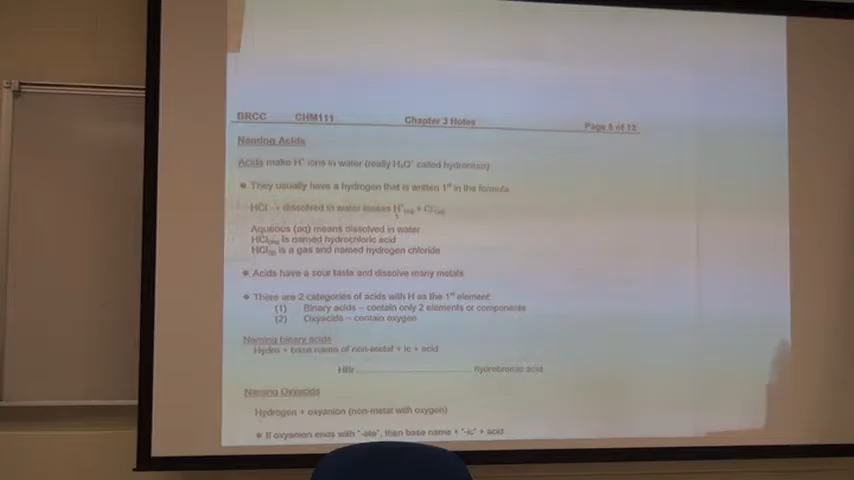 BRCC CHM111 Chapter 3 Notes Page 5 of 13
Naming Acids
Acids make H⁺ ions in water (really H₃O⁺ called hydronium)
• They usually have a hydrogen that is written 1ˢᵗ in the formula
HCl → dissolved in water makes H⁺(aq) + Cl⁻(aq)
Aqueous (aq) means dissolved in water
HCl(aq) is named hydrochloric acid
HCl(g) is a gas and named hydrogen chloride
• Acids have a sour taste and dissolve many metals
• There are 2 categories of acids with H as the 1ˢᵗ element:
(1) Binary acids – contain only 2 elements or components
(2) Oxyacids – contain oxygen
Naming binary acids
Hydro + base name of non-metal + ic + acid
HBr hydrobromic acid
Naming Oxyacids
Hydrogen + oxyanion (non-metal with oxygen)
• If oxyanion ends with "-ate", then base name + "-ic" + acid